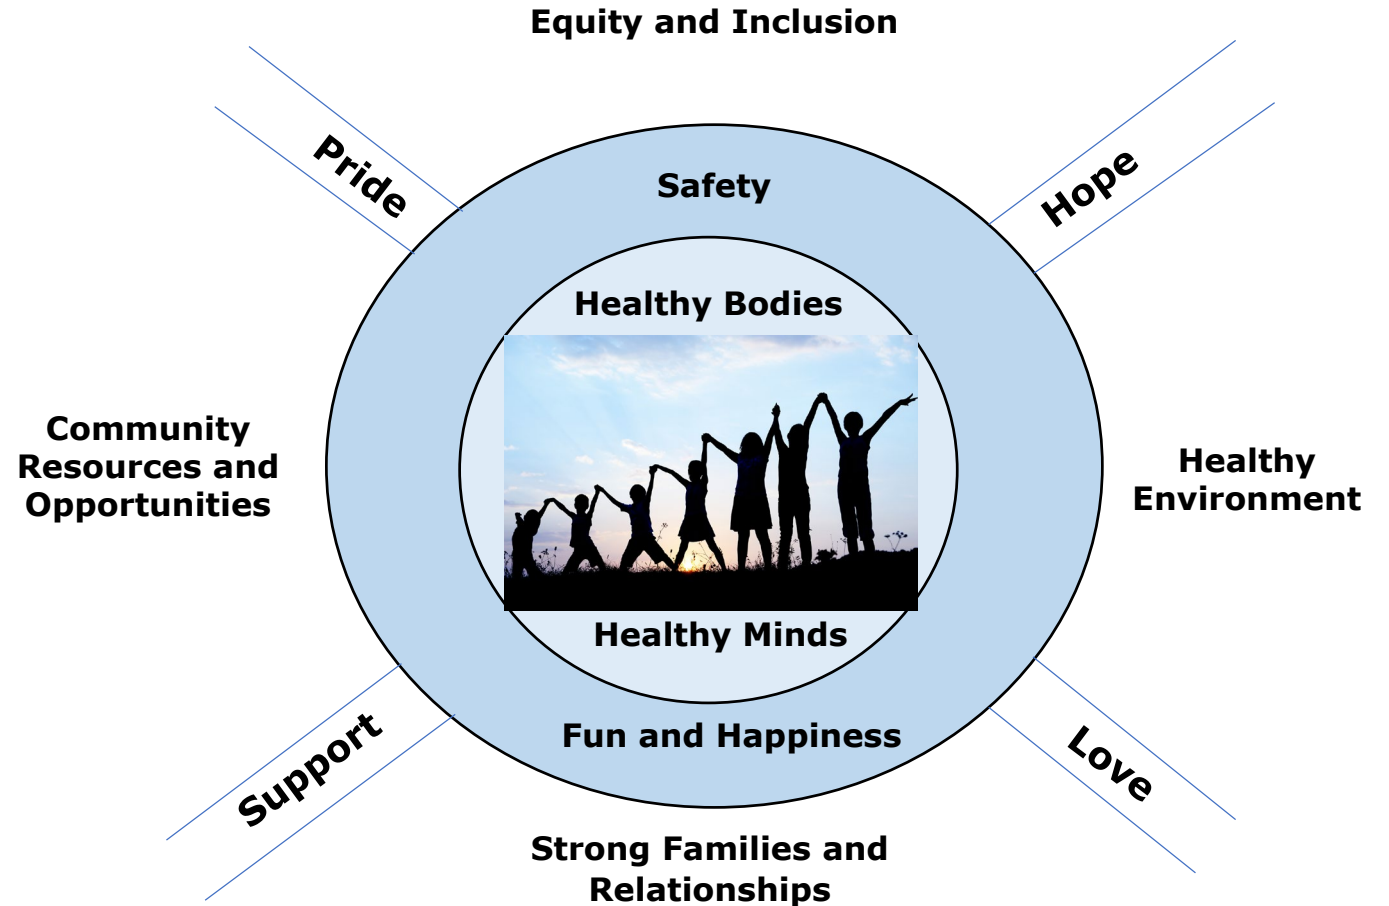 Equity and Inclusion
Pride
Hope
Safety
Healthy Bodies
Community
Resources and
Opportunities
Healthy
Environment
Healthy Minds
Fun and Happiness
Support
Love
Strong Families and
Relationships